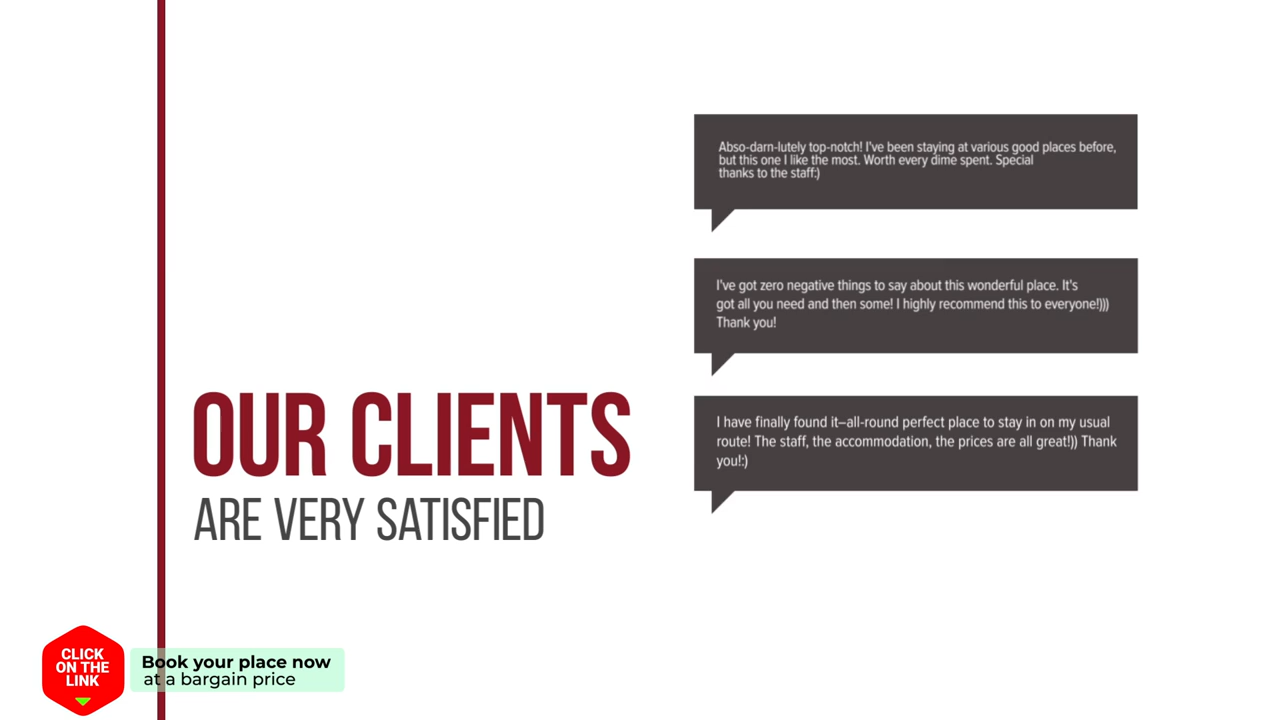 Abso-darn-lutely top-notch! I've been staying at various good places before,
but this one I like the most. Worth every dime spent. Special
thanks to the staff:)
I've got zero negative things to say about this wonderful place. It's
got all you need and then some! I highly recommend this to everyone!)))
Thank you!
I have finally found it–all-round perfect place to stay in on my usual
route! The staff, the accommodation, the prices are all great!)) Thank
you!:)
OUR CLIENTS
ARE VERY SATISFIED
CLICK
ON THE
LINK
Book your place now
at a bargain price